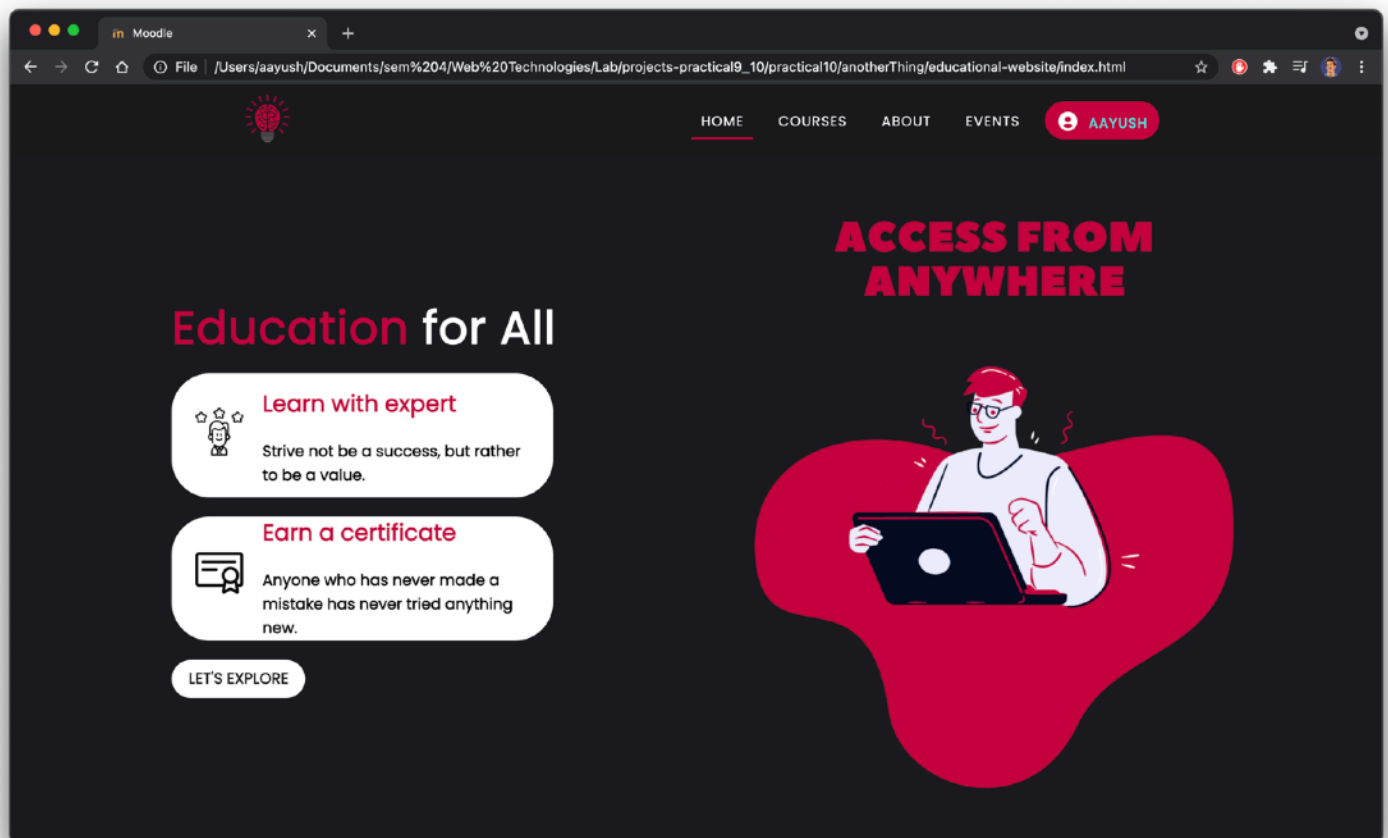 Moodle
File
/Users/aayush/Documents/sem%204/Web%20Technologies/Lab/projects-practical9_10/practical10/anotherThing/educational-website/index.html
HOME COURSES ABOUT EVENTS AAYUSH
ACCESS FROM
ANYWHERE
Education for All
Learn with expert
Strive not be a success, but rather
to be a value.
Earn a certificate
Anyone who has never made a
mistake has never tried anything
new.
LET'S EXPLORE